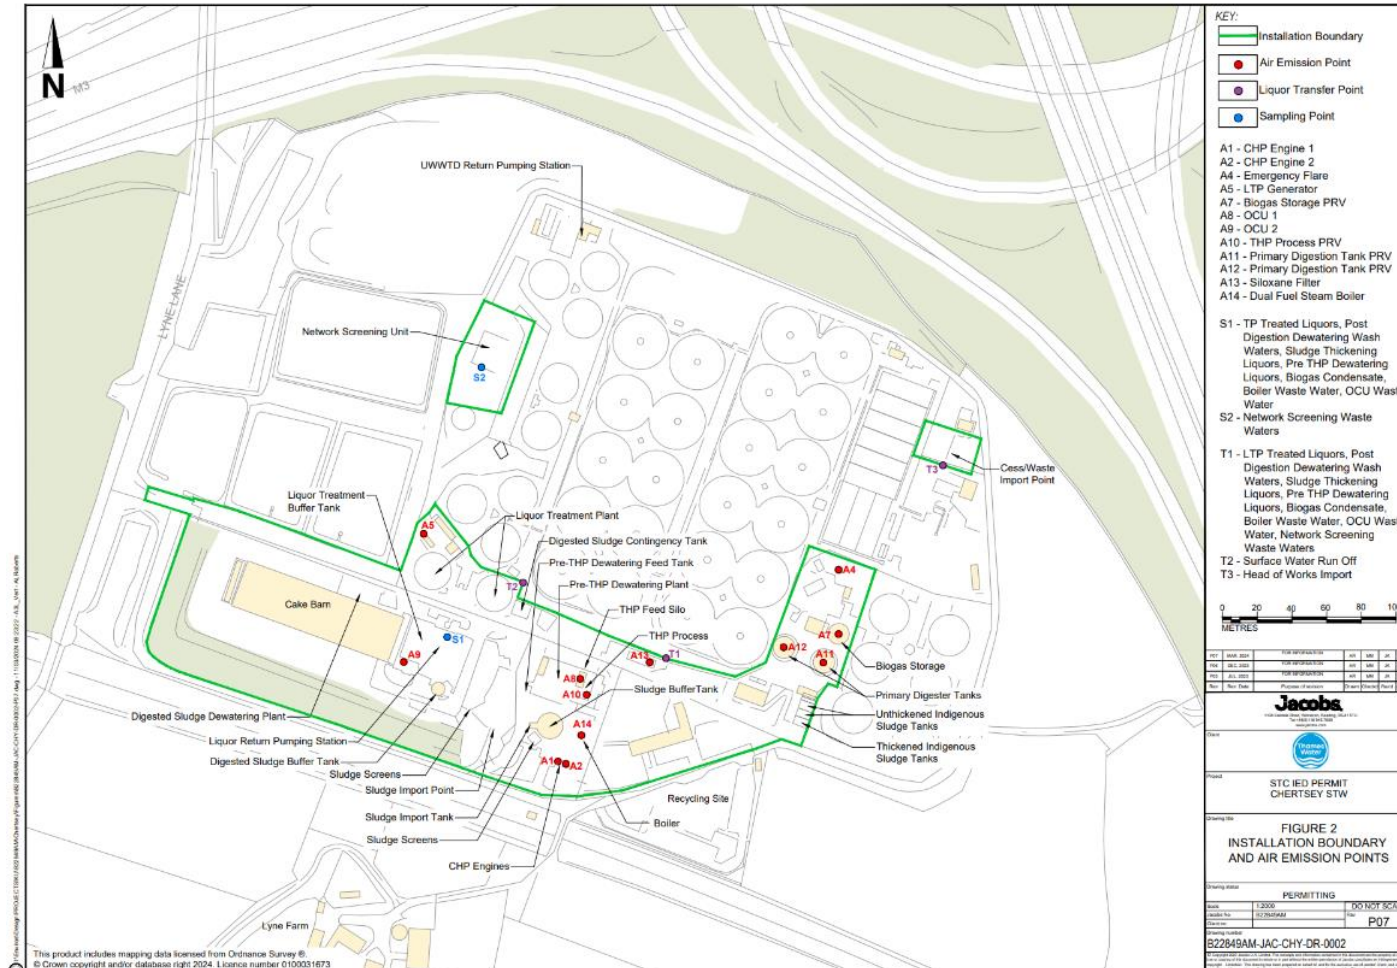 N
M3
LYNE LANE
UWWTD Return Pumping Station
Network Screening Unit
S2
Cess/Waste
Import Point
T3
Liquor Treatment
Buffer Tank
A5
Liquor Treatment Plant
Digested Sludge Contingency Tank
Pre-THP Dewatering Feed Tank
T2
Pre-THP Dewatering Plant
A4
Cake Barn
THP Feed Silo
THP Process
S1
A9
A13
T1
A12
A7
A11
Biogas Storage
A8
A10
Sludge BufferTank
Primary Digester Tanks
Unthickened Indigenous
Sludge Tanks
Thickened Indigenous
Sludge Tanks
A14
Digested Sludge Dewatering Plant
Liquor Return Pumping Station
Digested Sludge Buffer Tank
Sludge Screens
A1
A2
Sludge Import Point
Recycling Site
Sludge Import Tank
Boiler
Sludge Screens
CHP Engines
Lyne Farm
This product includes mapping data licensed from Ordnance Survey ®.
© Crown copyright and/or database right 2024. Licence number 0100031673
KEY:
Installation Boundary
Air Emission Point
Liquor Transfer Point
Sampling Point
A1 - CHP Engine 1
A2 - CHP Engine 2
A4 - Emergency Flare
A5 - LTP Generator
A7 - Biogas Storage PRV
A8 - OCU 1
A9 - OCU 2
A10 - THP Process PRV
A11 - Primary Digestion Tank PRV
A12 - Primary Digestion Tank PRV
A13 - Siloxane Filter
A14 - Dual Fuel Steam Boiler
S1 - TP Treated Liquors, Post
Digestion Dewatering Wash
Waters, Sludge Thickening
Liquors, Pre THP Dewatering
Liquors, Biogas Condensate,
Boiler Waste Water, OCU Wast
Water
S2 - Network Screening Waste
Waters
T1 - LTP Treated Liquors, Post
Digestion Dewatering Wash
Waters, Sludge Thickening
Liquors, Pre THP Dewatering
Liquors, Biogas Condensate,
Boiler Waste Water, OCU Wast
Water, Network Screening
Waste Waters
T2 - Surface Water Run Off
T3 - Head of Works Import
0 20 40 60 80 10
METRES
Jacobs
Thames
Water
STC IED PERMIT
CHERTSEY STW
FIGURE 2
INSTALLATION BOUNDARY
AND AIR EMISSION POINTS
PERMITTING
1:2000 DO NOT SCA
B22849AM
P07
B22849AM-JAC-CHY-DR-0002